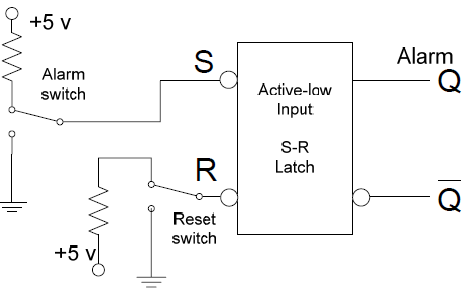 +5 v
Alarm
switch
S
Active-low
Input
S-R
Latch
Alarm
Q
R
Reset
switch
+5 v
Q̅